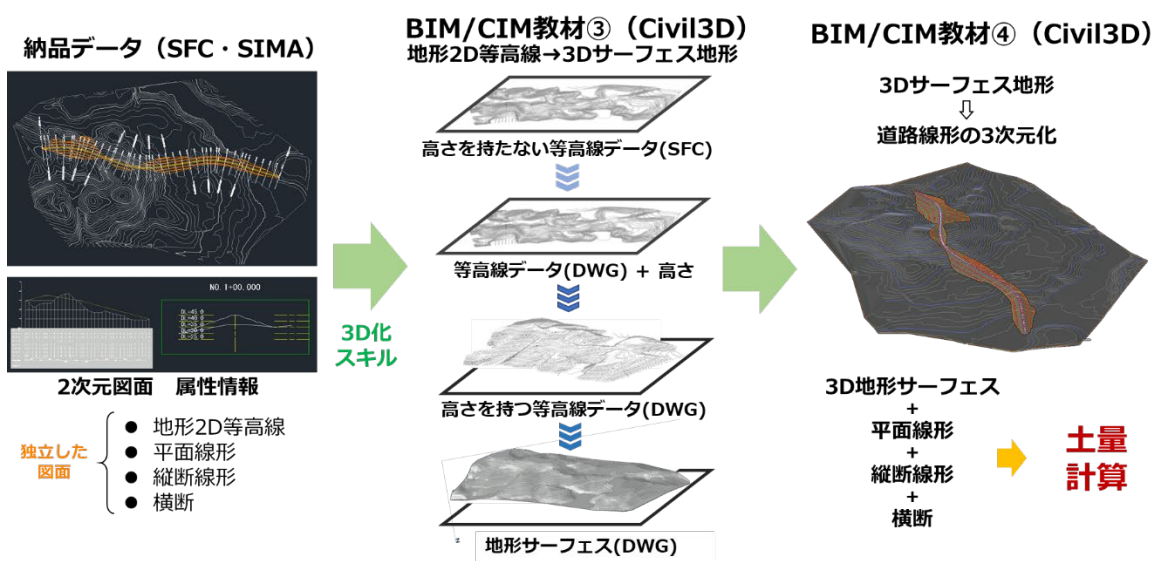 納品データ（SFC・SIMA）
NO.1+00.000
2次元図面 属性情報
独立した
図面
● 地形2D等高線
● 平面線形
● 縦断線形
● 横断
3D化
スキル
BIM/CIM教材③（Civil3D）
地形2D等高線→3Dサーフェス地形
高さを持たない等高線データ(SFC)
等高線データ(DWG) + 高さ
高さを持つ等高線データ(DWG)
地形サーフェス(DWG)
BIM/CIM教材④（Civil3D）
3Dサーフェス地形
⇩
道路線形の3次元化
3D地形サーフェス
+
平面線形
+
縦断線形
+
横断
土量
計算